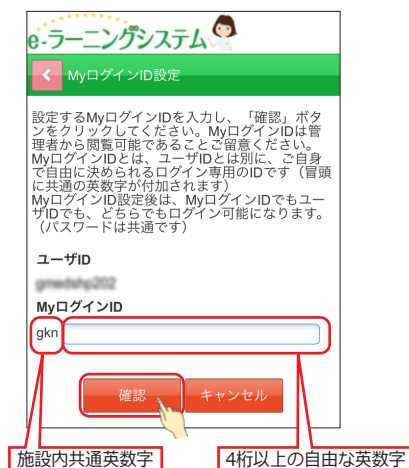 e-ラーニングシステム
MyログインID設定
設定するMyログインIDを入力し、「確認」ボタ
ンをクリックしてください。MyログインIDは管
理者から閲覧可能であることご留意ください。
MyログインIDとは、ユーザIDとは別に、ご自身
で自由に決められるログイン専用のIDです（冒頭
に共通の英数字が付加されます）
MyログインID設定後は、MyログインIDでもユー
ザIDでも、どちらでもログイン可能になります。
（パスワードは共通です）
ユーザID
MyログインID
gkn
確認 キャンセル
施設内共通英数字 4桁以上の自由な英数字